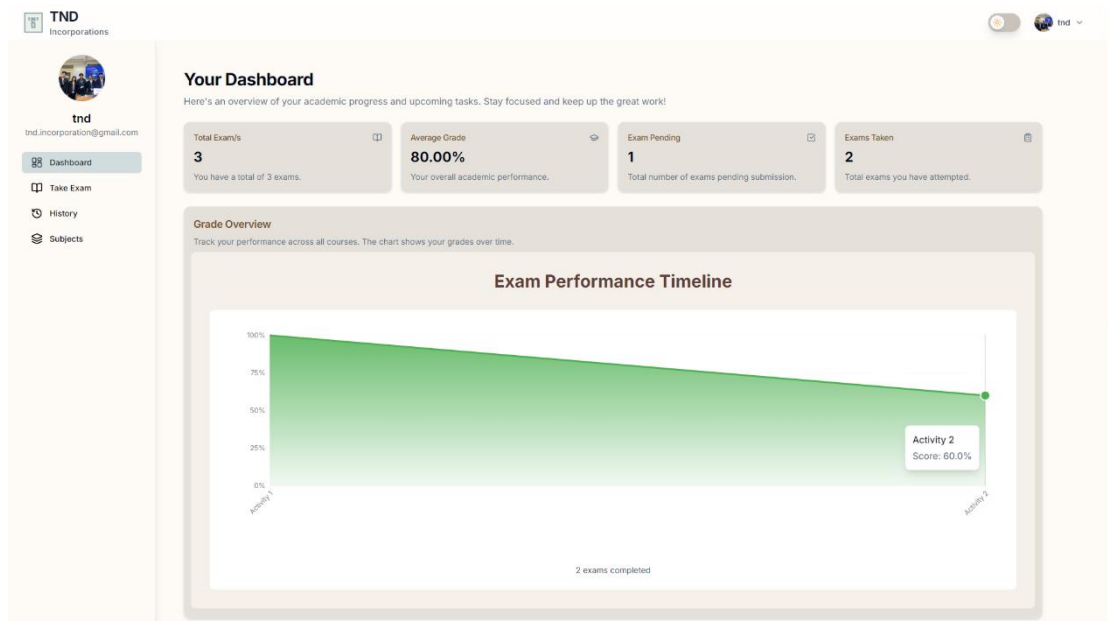 TND
Incorporations
tnd
tnd
tnd.incorporation@gmail.com
Dashboard
Take Exam
History
Subjects
Your Dashboard
Here's an overview of your academic progress and upcoming tasks. Stay focused and keep up the great work!
Total Exam/s
3
You have a total of 3 exams.
Average Grade
80.00%
Your overall academic performance.
Exam Pending
1
Total number of exams pending submission.
Exams Taken
2
Total exams you have attempted.
Grade Overview
Track your performance across all courses. The chart shows your grades over time.
Exam Performance Timeline
100%
75%
50%
25%
0%
Activity 2
Score: 60.0%
Activity 1
Activity 2
2 exams completed